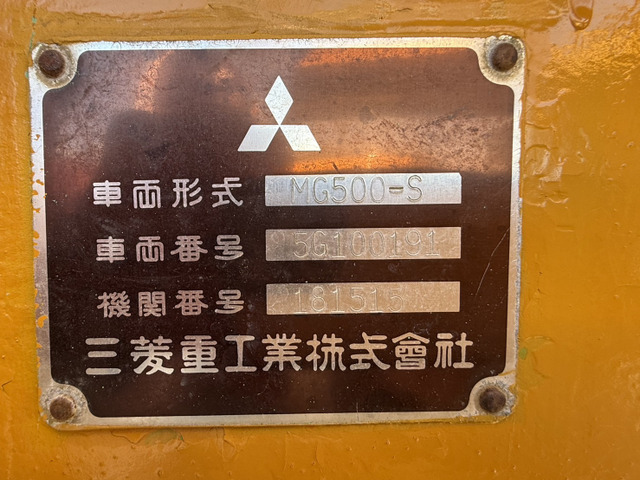 車両形式 MG500-S
車両番号 5G100191
機関番号 181515
三菱重工業株式會社